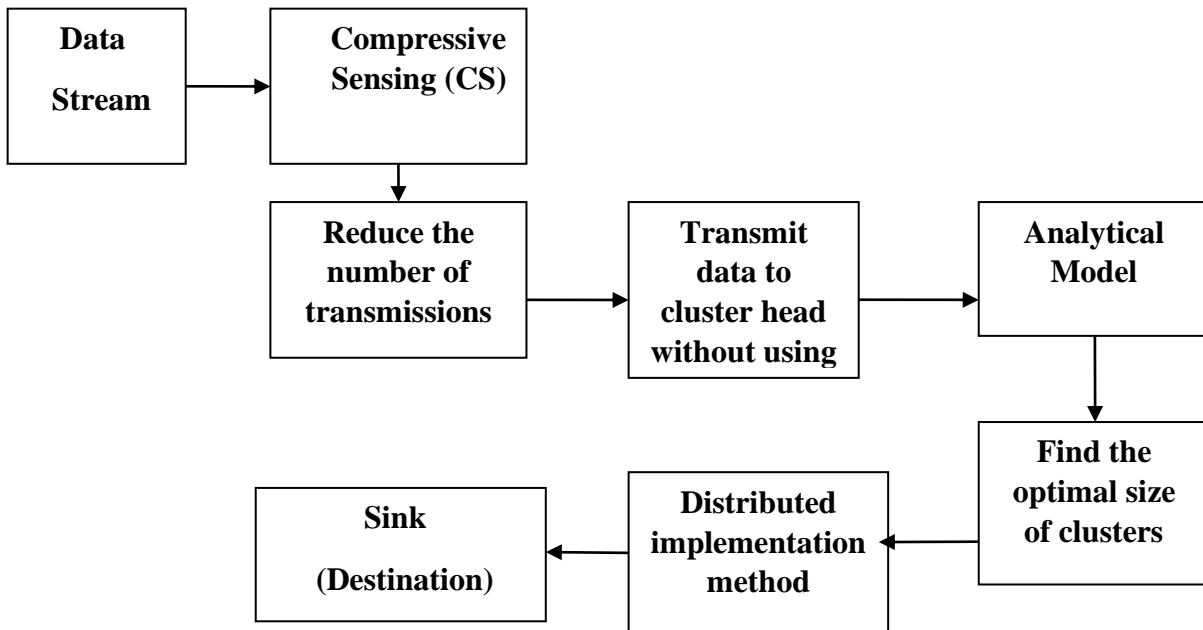 Data
Stream
Compressive
Sensing (CS)
Reduce the
number of
transmissions
Transmit
data to
cluster head
without using
Analytical
Model
Find the
optimal size
of clusters
Distributed
implementation
method
Sink
(Destination)